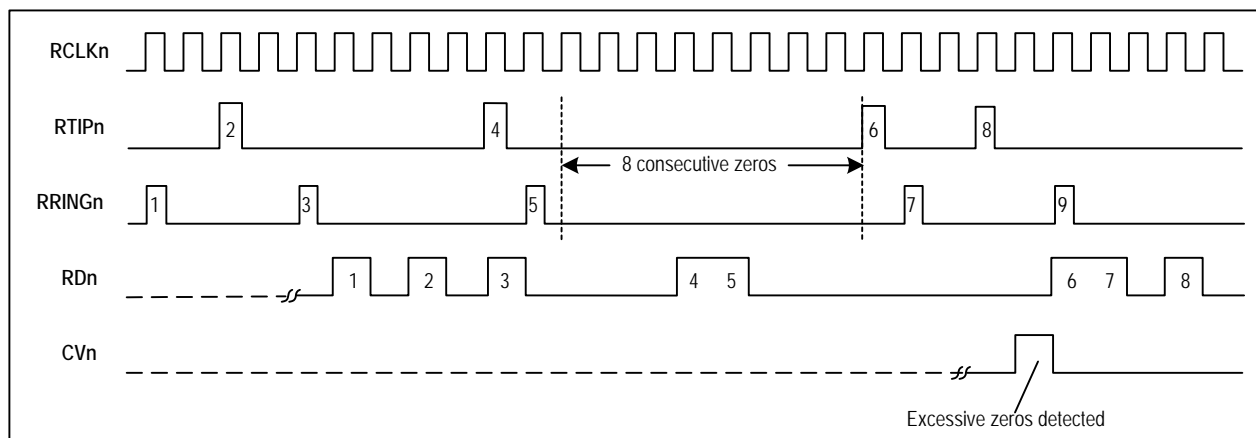 RCLKn
RTIPn
2
4
6
8
8 consecutive zeros
RRINGn
1
3
5
7
9
RDn
1
2
3
4
5
6
7
8
CVn
Excessive zeros detected